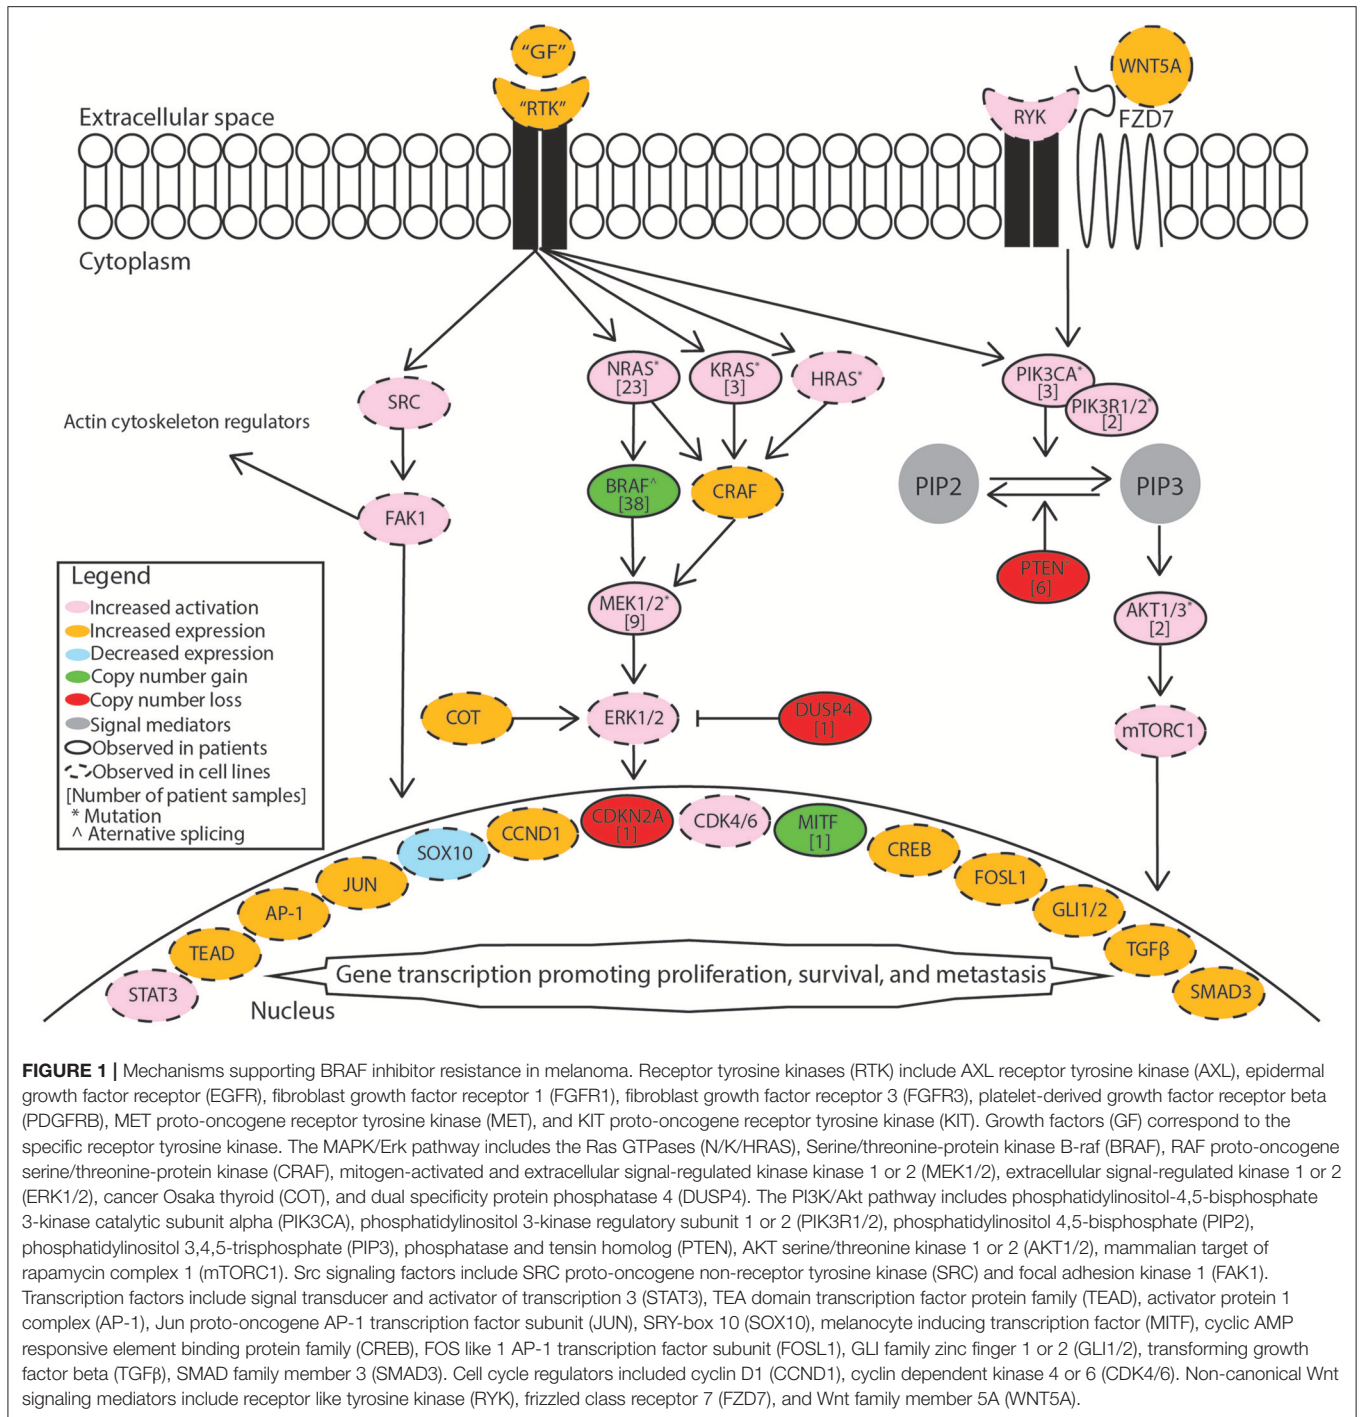 "GF"
WNT5A
"RTK"
RYK
FZD7
Extracellular space
Cytoplasm
NRAS*
[23]
KRAS*
[3]
HRAS*
PIK3CA*
[3]
PIK3R1/2*
[2]
SRC
Actin cytoskeleton regulators
BRAF^
[38]
CRAF
PIP2
PIP3
FAK1
PTEN
[6]
MEK1/2*
[9]
AKT1/3*
[2]
Legend
Increased activation
Increased expression
Decreased expression
Copy number gain
Copy number loss
Signal mediators
Observed in patients
Observed in cell lines
[Number of patient samples]
* Mutation
^ Aternative splicing
COT
ERK1/2
DUSP4
[1]
mTORC1
STAT3
TEAD
AP-1
JUN
SOX10
CCND1
CDKN2A
[1]
CDK4/6
MITF
[1]
CREB
FOSL1
GLI1/2
TGFβ
SMAD3
Gene transcription promoting proliferation, survival, and metastasis
Nucleus
FIGURE 1 | Mechanisms supporting BRAF inhibitor resistance in melanoma. Receptor tyrosine kinases (RTK) include AXL receptor tyrosine kinase (AXL), epidermal
growth factor receptor (EGFR), fibroblast growth factor receptor 1 (FGFR1), fibroblast growth factor receptor 3 (FGFR3), platelet-derived growth factor receptor beta
(PDGFRB), MET proto-oncogene receptor tyrosine kinase (MET), and KIT proto-oncogene receptor tyrosine kinase (KIT). Growth factors (GF) correspond to the
specific receptor tyrosine kinase. The MAPK/Erk pathway includes the Ras GTPases (N/K/HRAS), Serine/threonine-protein kinase B-raf (BRAF), RAF proto-oncogene
serine/threonine-protein kinase (CRAF), mitogen-activated and extracellular signal-regulated kinase kinase 1 or 2 (MEK1/2), extracellular signal-regulated kinase 1 or 2
(ERK1/2), cancer Osaka thyroid (COT), and dual specificity protein phosphatase 4 (DUSP4). The PI3K/Akt pathway includes phosphatidylinositol-4,5-bisphosphate
3-kinase catalytic subunit alpha (PIK3CA), phosphatidylinositol 3-kinase regulatory subunit 1 or 2 (PIK3R1/2), phosphatidylinositol 4,5-bisphosphate (PIP2),
phosphatidylinositol 3,4,5-trisphosphate (PIP3), phosphatase and tensin homolog (PTEN), AKT serine/threonine kinase 1 or 2 (AKT1/2), mammalian target of
rapamycin complex 1 (mTORC1). Src signaling factors include SRC proto-oncogene non-receptor tyrosine kinase (SRC) and focal adhesion kinase 1 (FAK1).
Transcription factors include signal transducer and activator of transcription 3 (STAT3), TEA domain transcription factor protein family (TEAD), activator protein 1
complex (AP-1), Jun proto-oncogene AP-1 transcription factor subunit (JUN), SRY-box 10 (SOX10), melanocyte inducing transcription factor (MITF), cyclic AMP
responsive element binding protein family (CREB), FOS like 1 AP-1 transcription factor subunit (FOSL1), GLI family zinc finger 1 or 2 (GLI1/2), transforming growth
factor beta (TGFβ), SMAD family member 3 (SMAD3). Cell cycle regulators included cyclin D1 (CCND1), cyclin dependent kinase 4 or 6 (CDK4/6). Non-canonical Wnt
signaling mediators include receptor like tyrosine kinase (RYK), frizzled class receptor 7 (FZD7), and Wnt family member 5A (WNT5A).